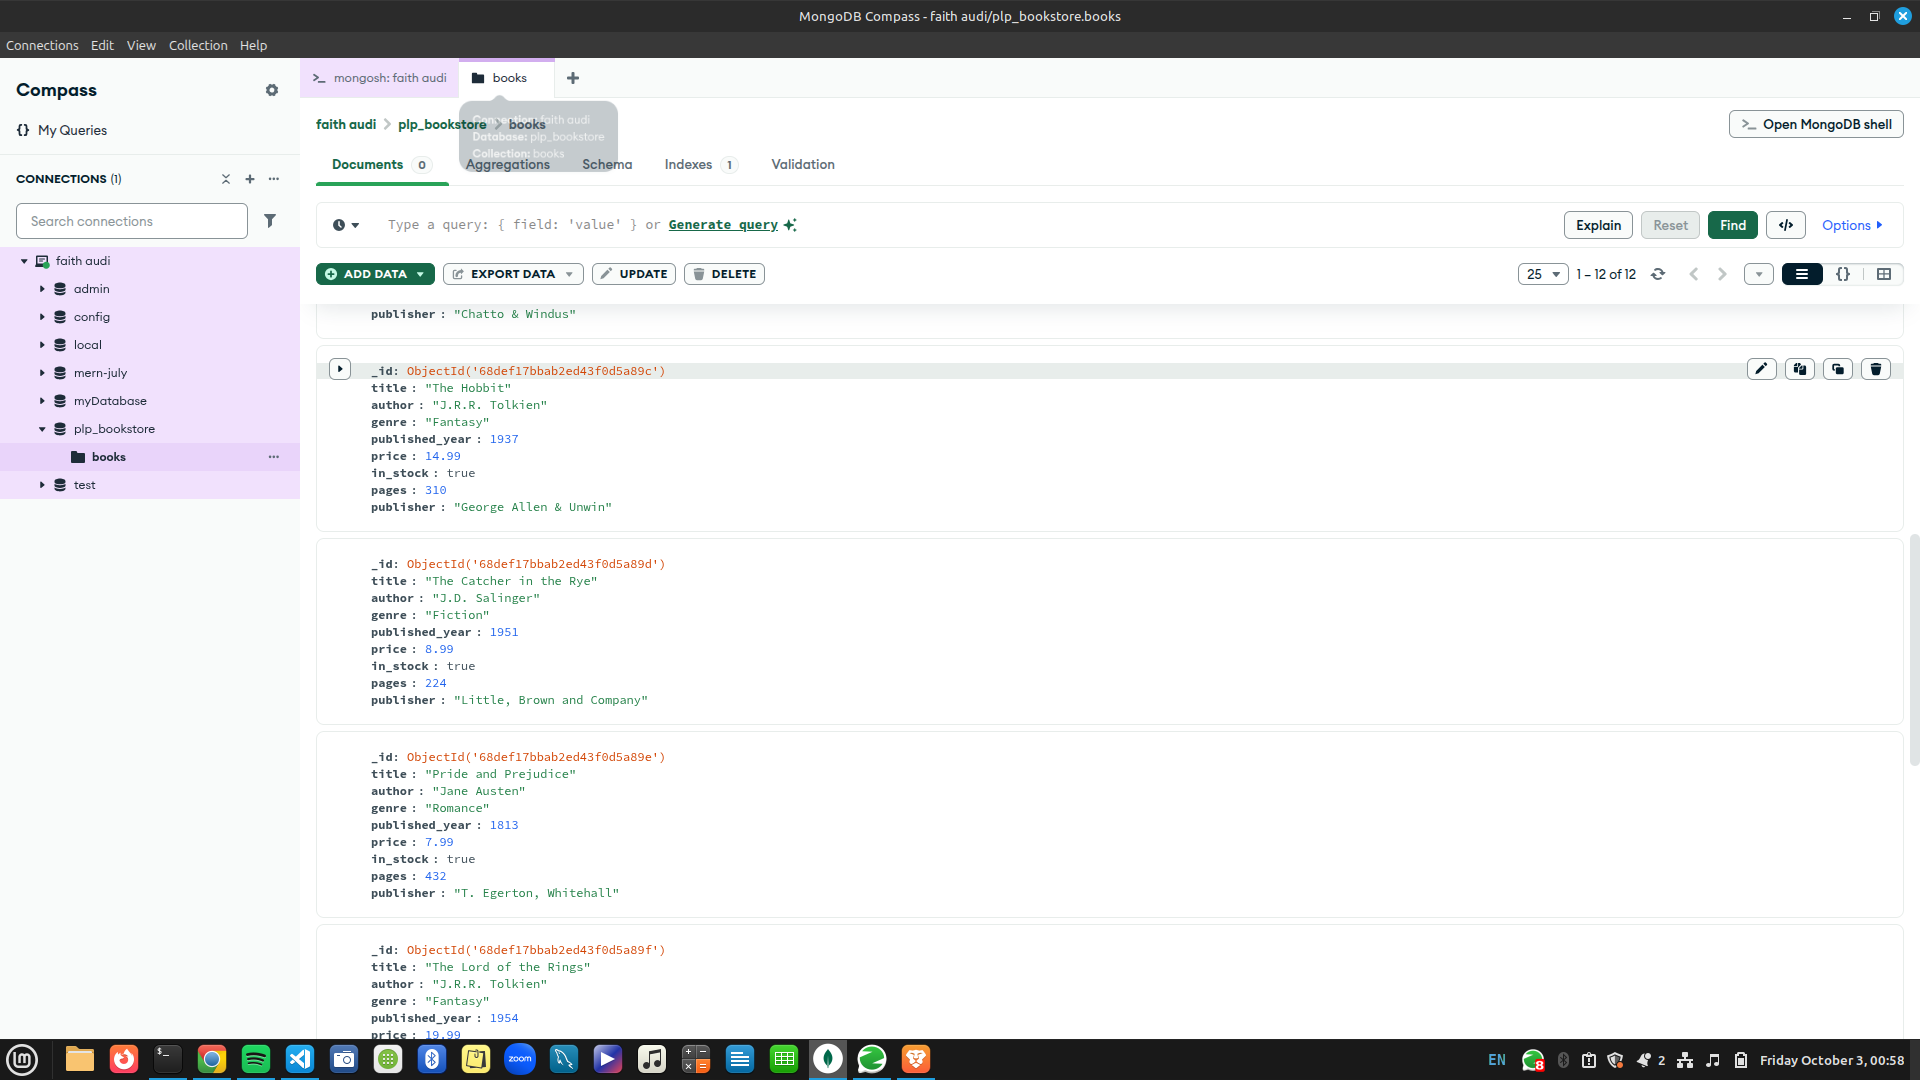 MongoDB Compass - faith audi/plp_bookstore.books
Connections Edit View Collection Help
Compass
My Queries
CONNECTIONS (1)
Search connections
faith audi
admin
config
local
mern-july
myDatabase
plp_bookstore
books
test
mongosh: faith audi
books
faith audi > plp_bookstore > books
Connection: faith audi
Database: plp_bookstore
Collection: books
Open MongoDB shell
Documents 0 Aggregations Schema Indexes 1 Validation
Type a query: { field: 'value' } or Generate query
Explain Reset Find </> Options
ADD DATA EXPORT DATA UPDATE DELETE
25 1 – 12 of 12 {}
publisher : "Chatto & Windus"
_id: ObjectId('68def17bbab2ed43f0d5a89c')
title : "The Hobbit"
author : "J.R.R. Tolkien"
genre : "Fantasy"
published_year : 1937
price : 14.99
in_stock : true
pages : 310
publisher : "George Allen & Unwin"
_id: ObjectId('68def17bbab2ed43f0d5a89d')
title : "The Catcher in the Rye"
author : "J.D. Salinger"
genre : "Fiction"
published_year : 1951
price : 8.99
in_stock : true
pages : 224
publisher : "Little, Brown and Company"
_id: ObjectId('68def17bbab2ed43f0d5a89e')
title : "Pride and Prejudice"
author : "Jane Austen"
genre : "Romance"
published_year : 1813
price : 7.99
in_stock : true
pages : 432
publisher : "T. Egerton, Whitehall"
_id: ObjectId('68def17bbab2ed43f0d5a89f')
title : "The Lord of the Rings"
author : "J.R.R. Tolkien"
genre : "Fantasy"
published_year : 1954
price : 19.99
zoom
EN 8 2 Friday October 3, 00:58